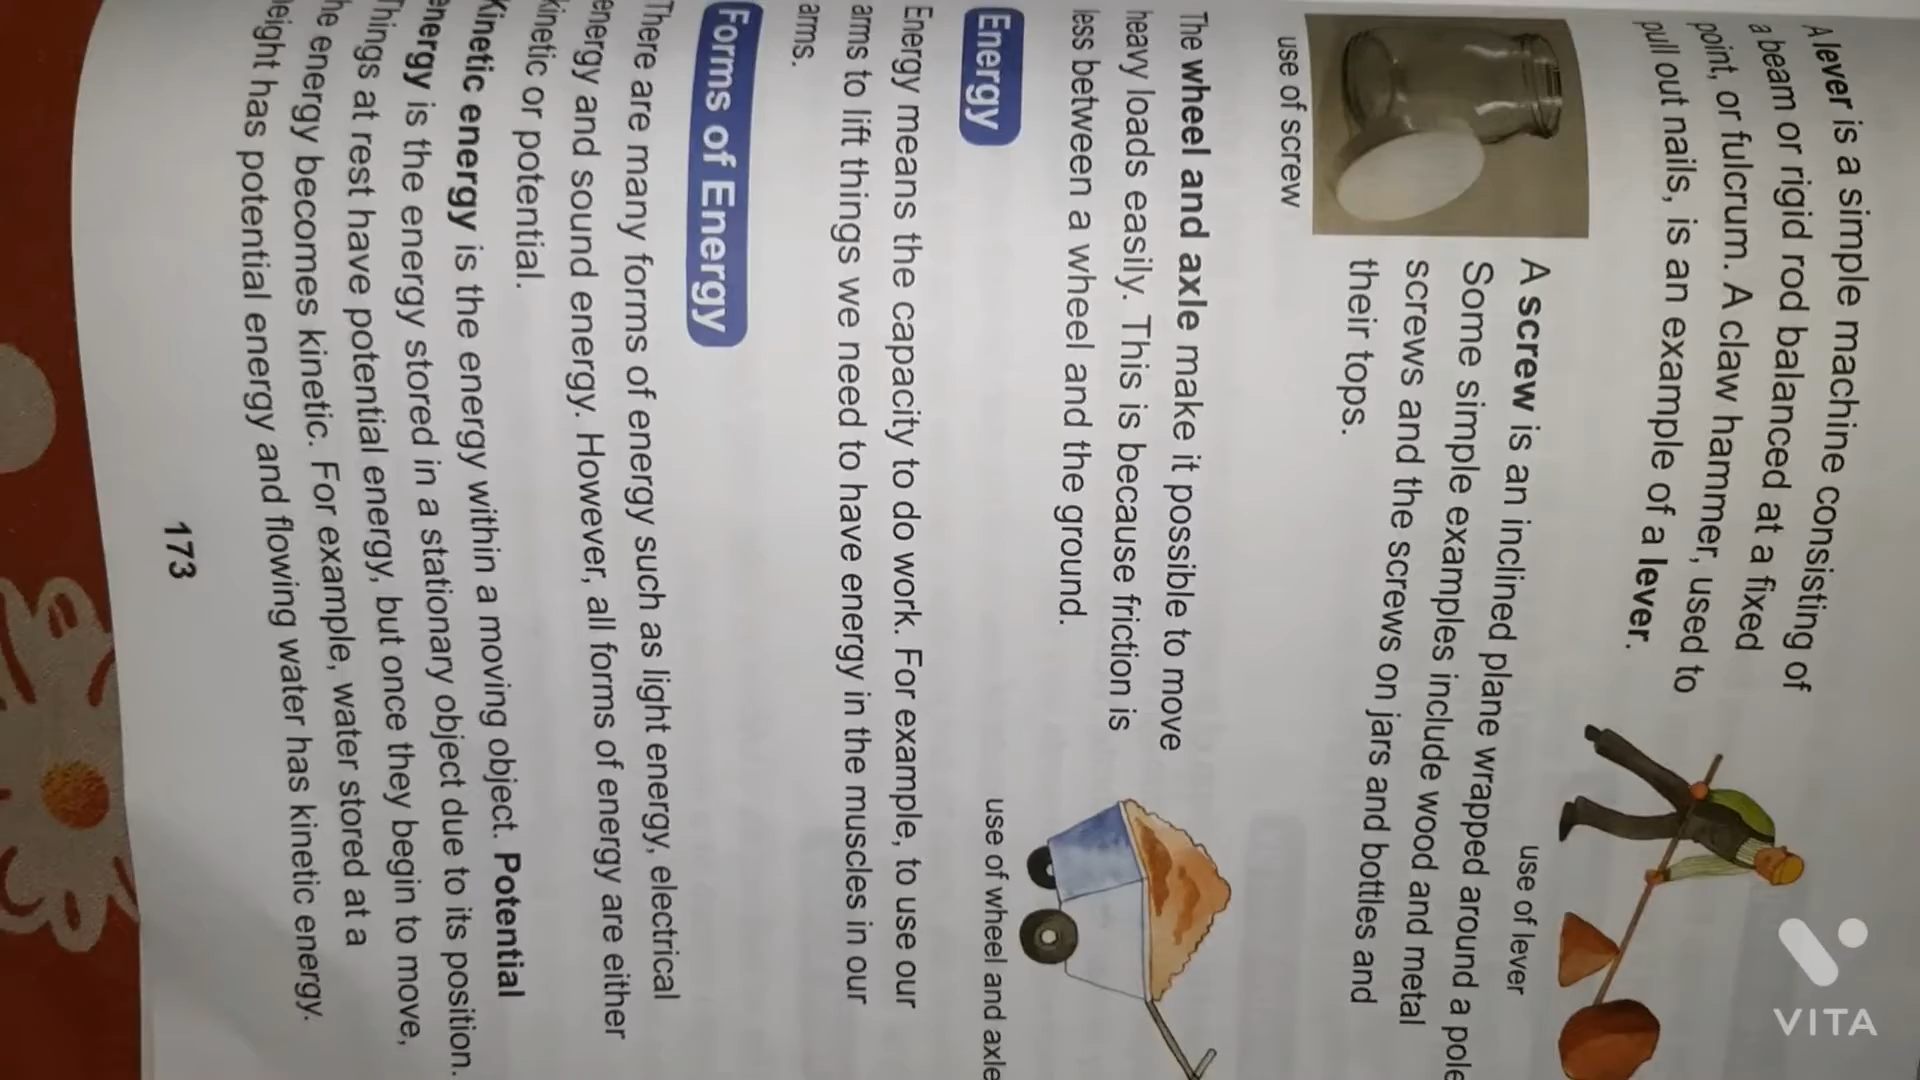 A lever is a simple machine consisting of
a beam or rigid rod balanced at a fixed
point, or fulcrum. A claw hammer, used to
pull out nails, is an example of a lever.
use of lever
A screw is an inclined plane wrapped around a pole
Some simple examples include wood and metal
screws and the screws on jars and bottles and
their tops.
use of screw
The wheel and axle make it possible to move
heavy loads easily. This is because friction is
less between a wheel and the ground.
use of wheel and axle
Energy
Energy means the capacity to do work. For example, to use our
arms to lift things we need to have energy in the muscles in our
arms.
Forms of Energy
There are many forms of energy such as light energy, electrical
energy and sound energy. However, all forms of energy are either
kinetic or potential.
Kinetic energy is the energy within a moving object. Potential
energy is the energy stored in a stationary object due to its position.
Things at rest have potential energy, but once they begin to move,
he energy becomes kinetic. For example, water stored at a
eight has potential energy and flowing water has kinetic energy.
173
VITA